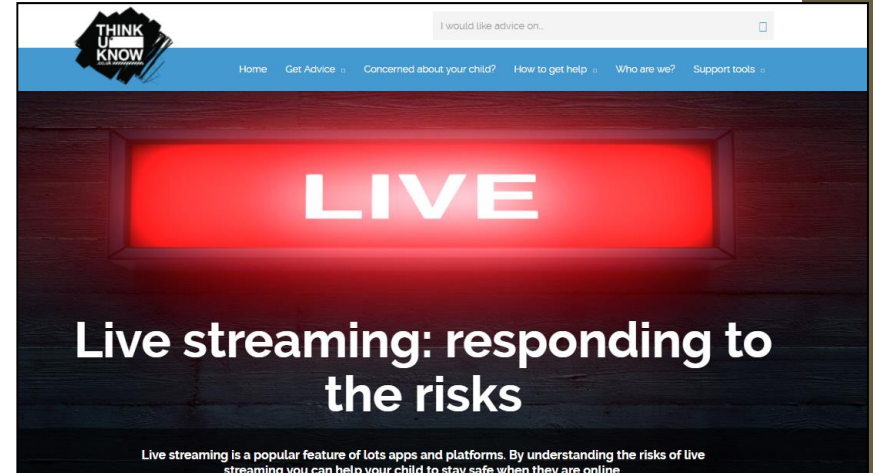 THINK
U
KNOW
.co.uk
I would like advice on...
Home Get Advice Concerned about your child? How to get help Who are we? Support tools
LIVE
Live streaming: responding to
the risks
Live streaming is a popular feature of lots apps and platforms. By understanding the risks of live
streaming you can help your child to stay safe when they are online